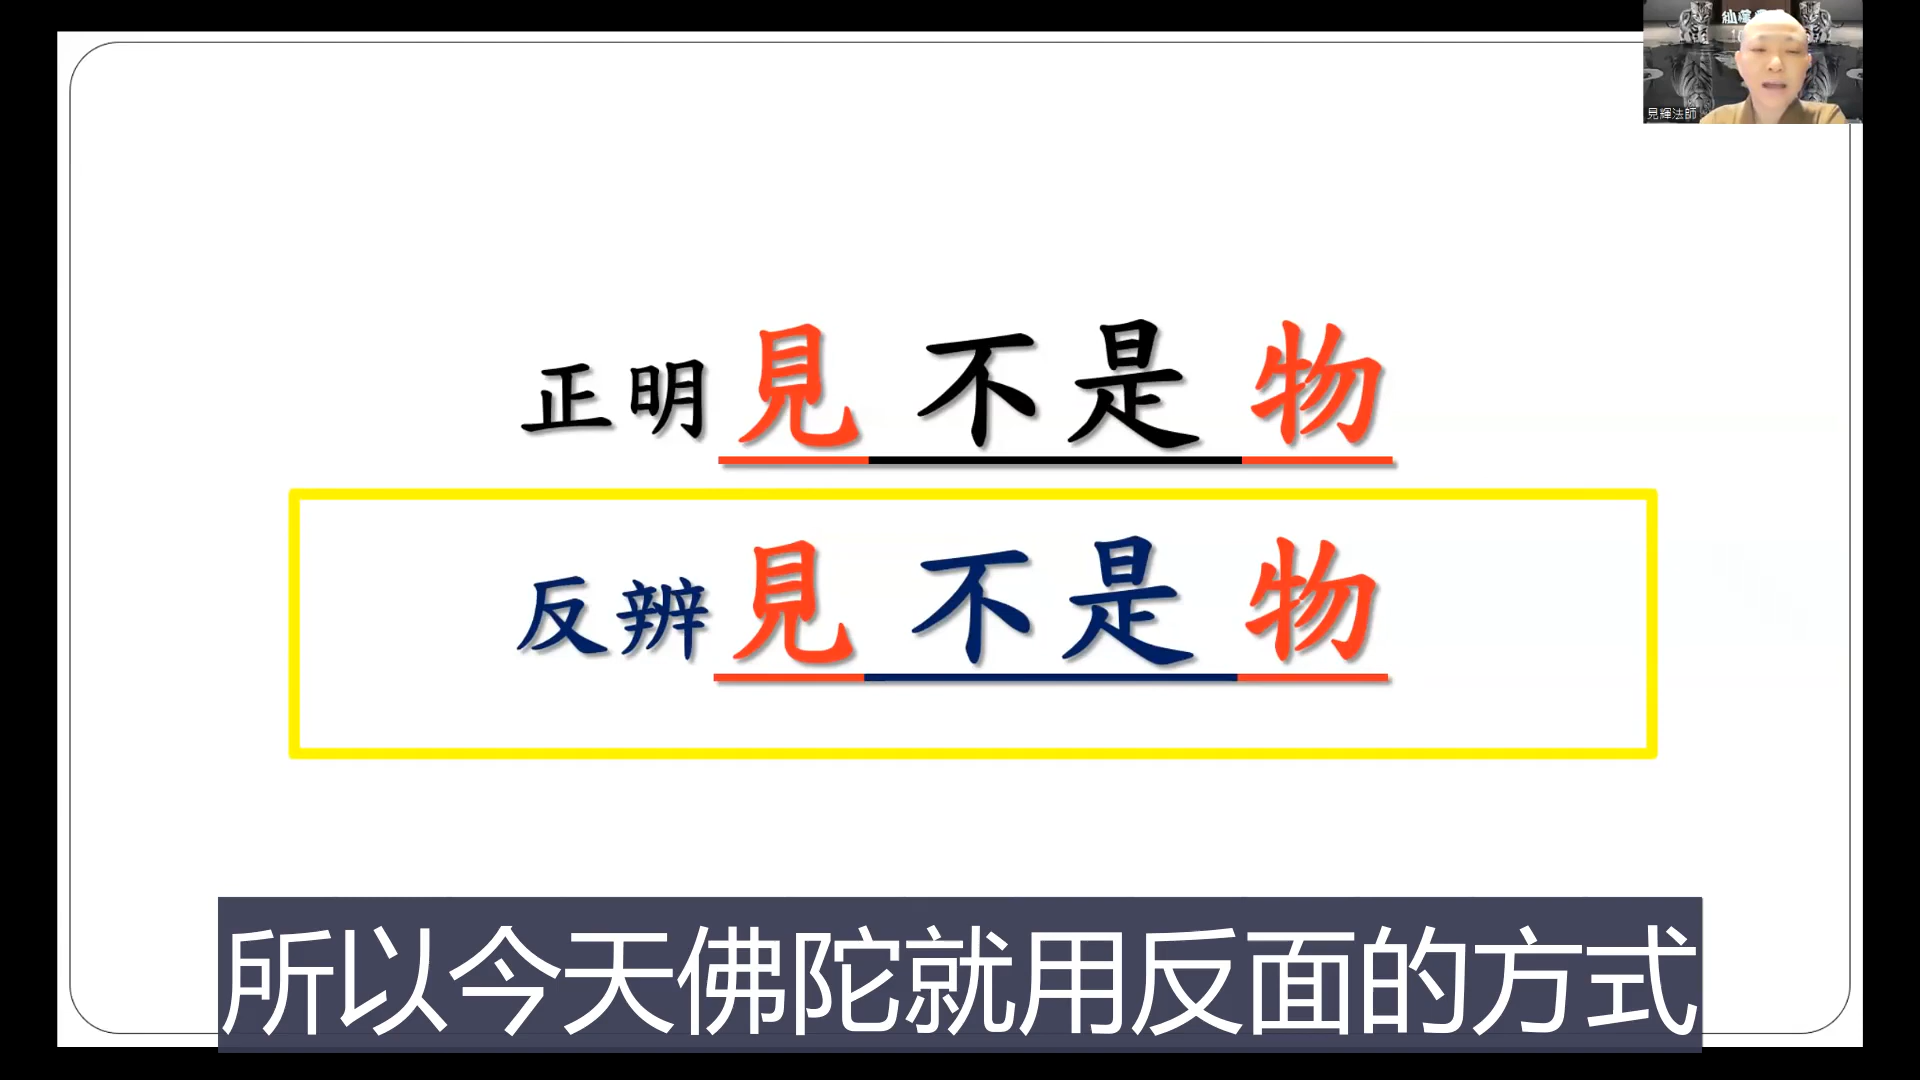 見輝法師
正明見不是物
反辨見不是物
所以今天佛陀就用反面的方式